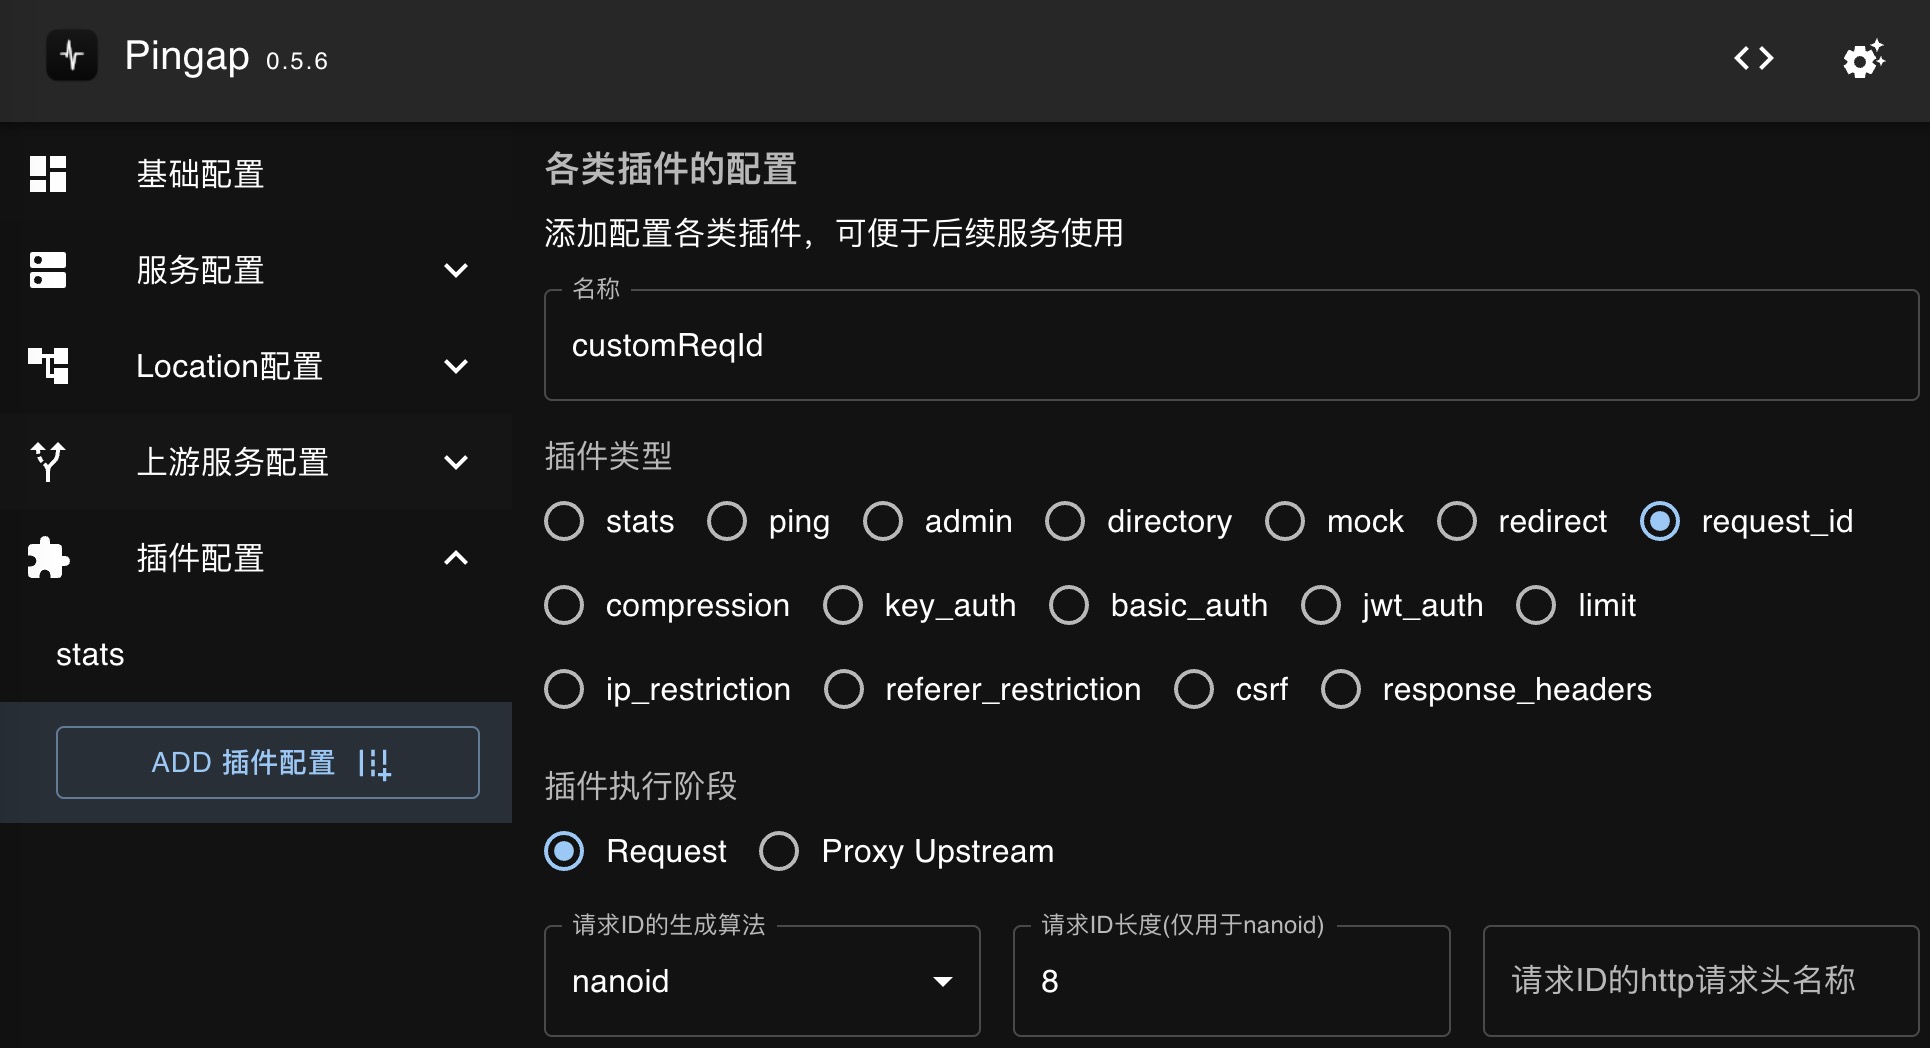 Pingap 0.5.6
基础配置
服务配置
Location配置
上游服务配置
插件配置
stats
ADD 插件配置
各类插件的配置
添加配置各类插件，可便于后续服务使用
名称
customReqId
插件类型
stats ping admin directory mock redirect request_id
compression key_auth basic_auth jwt_auth limit
ip_restriction referer_restriction csrf response_headers
插件执行阶段
Request Proxy Upstream
请求ID的生成算法 请求ID长度(仅用于nanoid)
nanoid 8 请求ID的http请求头名称